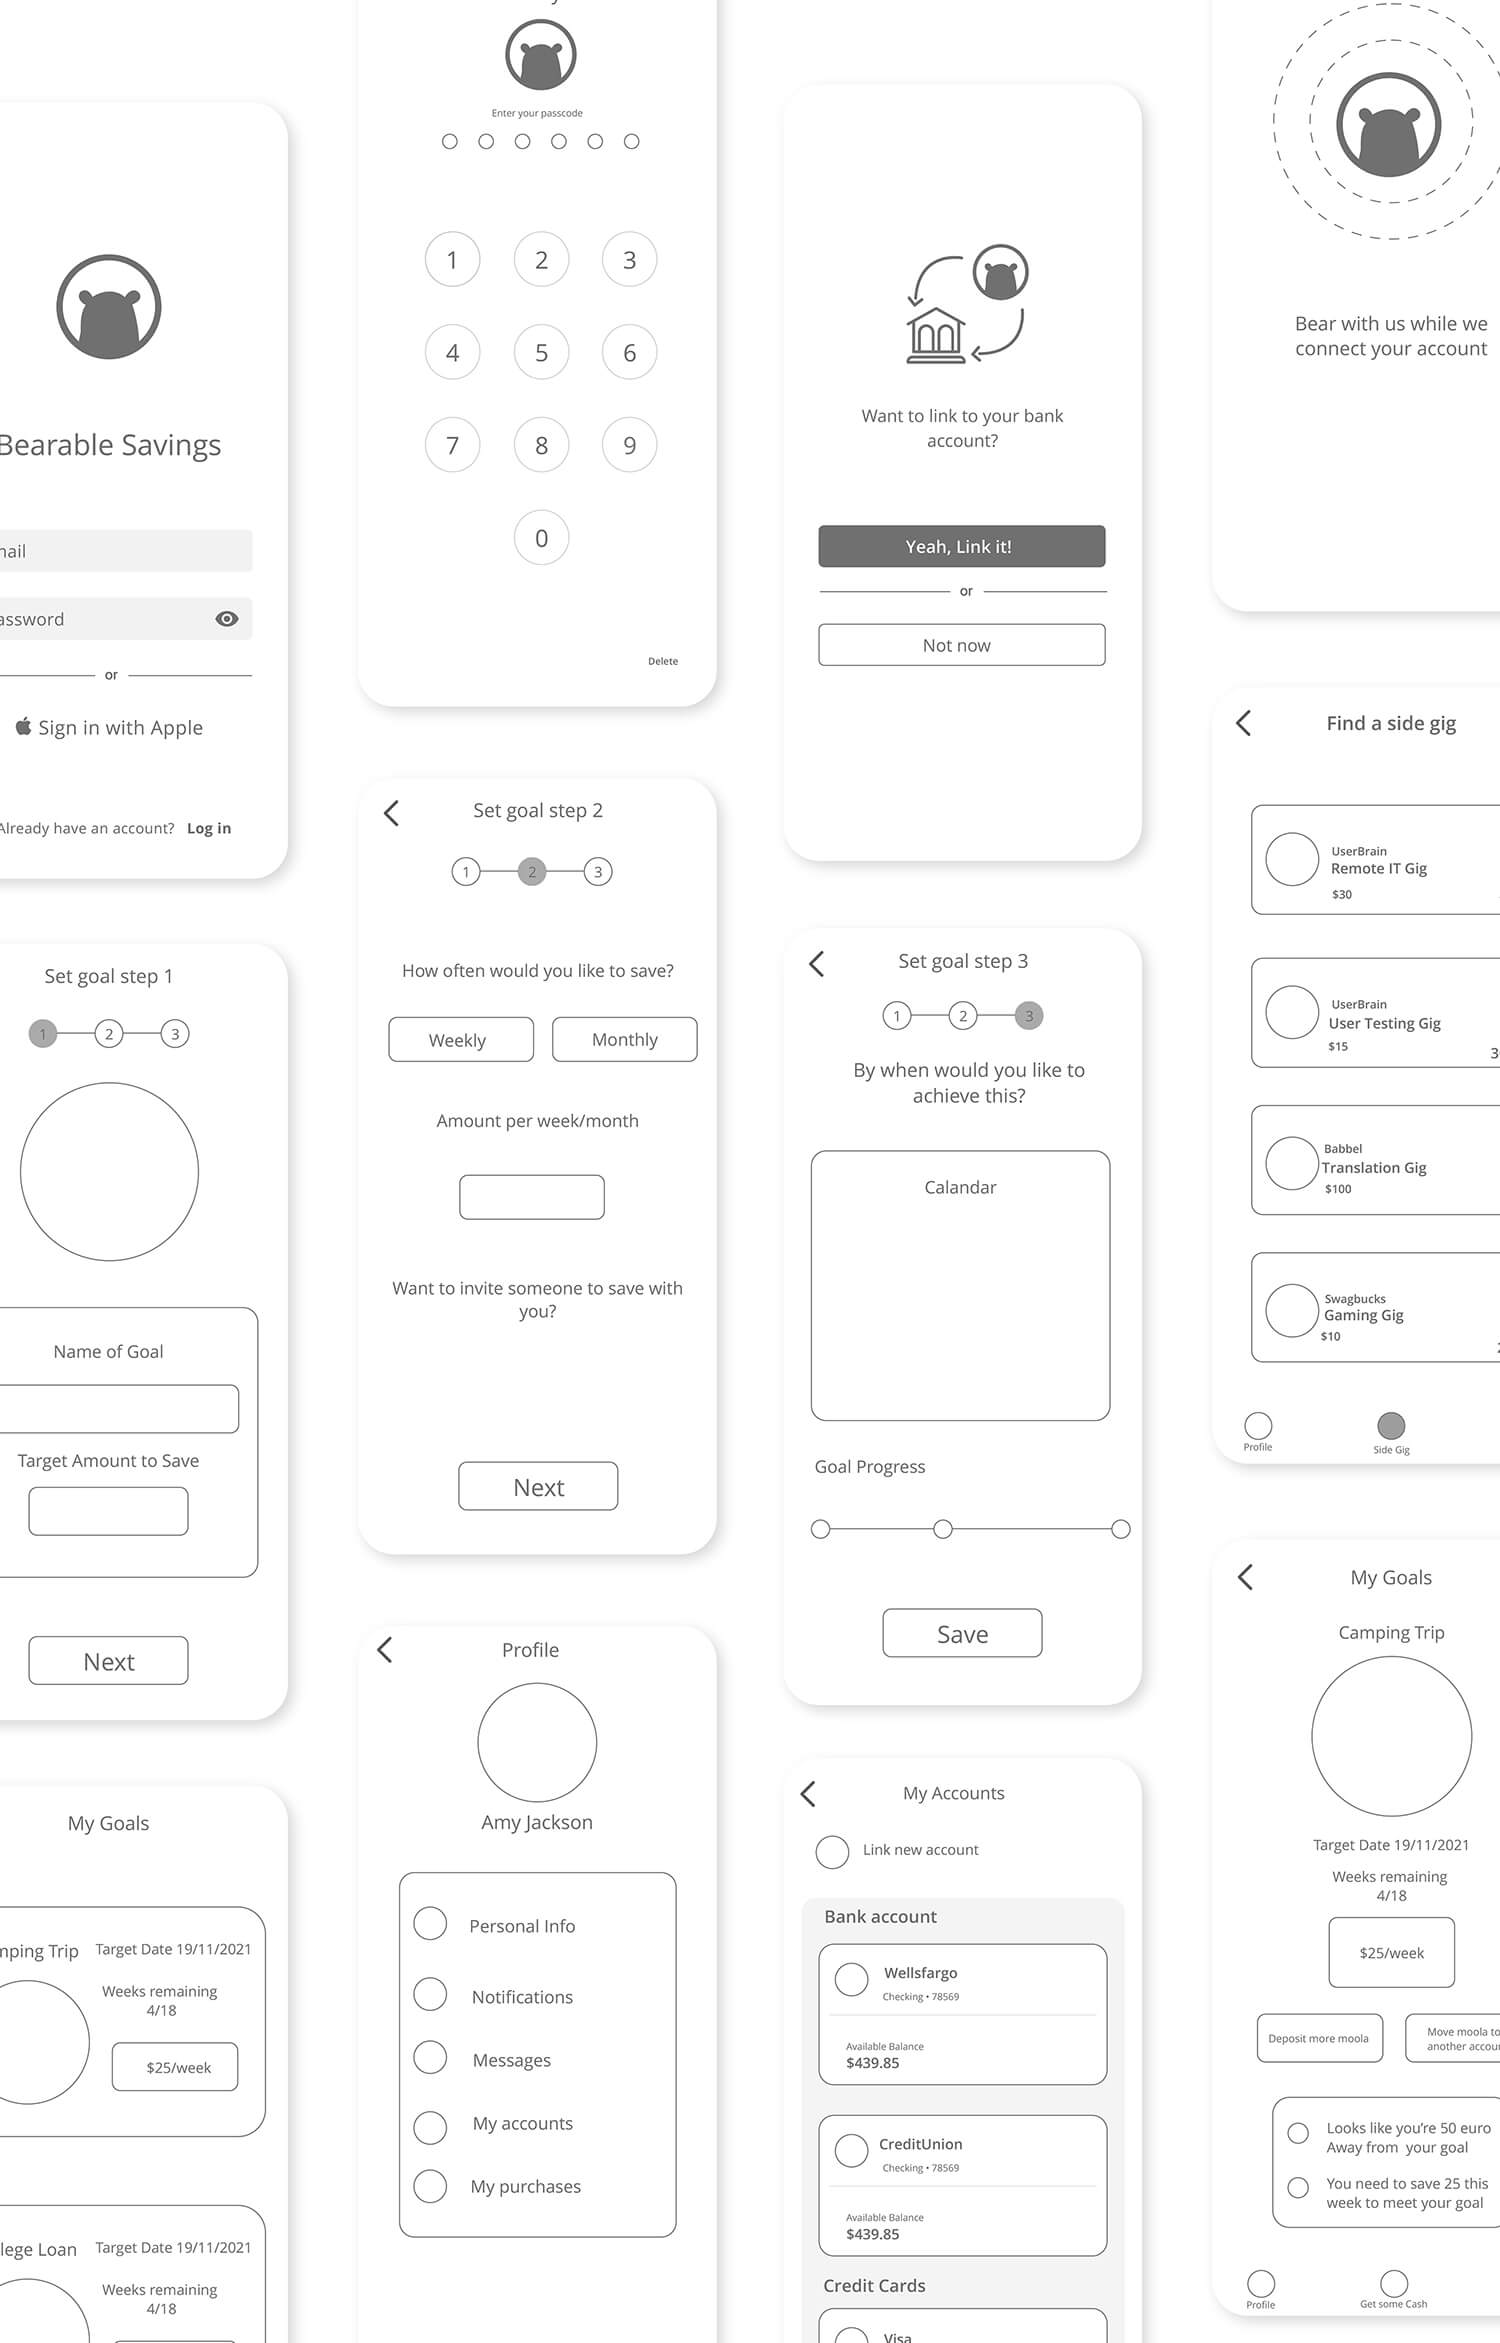 Bearable Savings
or
Sign in with Apple
Already have an account? Log in
Set goal step 1
1 2 3
Name of Goal
Target Amount to Save
Next
My Goals
Trip Target Date 19/11/2021
Weeks remaining
4/18
$25/week
Loan Target Date 19/11/2021
Weeks remaining
4/18
Enter your passcode
1 2 3
4 5 6
7 8 9
0
Delete
Set goal step 2
1 2 3
How often would you like to save?
Weekly Monthly
Amount per week/month
Want to invite someone to save with
you?
Next
Profile
Amy Jackson
Personal Info
Notifications
Messages
My accounts
My purchases
Want to link to your bank
account?
Yeah, Link it!
or
Not now
Set goal step 3
1 2 3
By when would you like to
achieve this?
Calandar
Goal Progress
Save
My Accounts
Link new account
Bank account
Wellsfargo
Checking • 78569
Available Balance
$439.85
CreditUnion
Checking • 78569
Available Balance
$439.85
Credit Cards
Visa
Bear with us while we
connect your account
Find a side gig
UserBrain
Remote IT Gig
$30
UserBrain
User Testing Gig
$15
Babbel
Translation Gig
$100
Swagbucks
Gaming Gig
$10
Profile Side Gig
My Goals
Camping Trip
Target Date 19/11/2021
Weeks remaining
4/18
$25/week
Deposit more moola
Move moola to
another
Looks like you're 50 euro
Away from your goal
You need to save 25 this
week to meet your goal
Profile Get some Cash